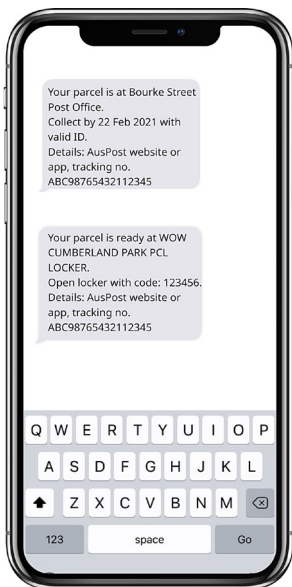 Your parcel is at Bourke Street
Post Office.
Collect by 22 Feb 2021 with
valid ID.
Details: AusPost website or
app, tracking no.
ABC98765432112345
Your parcel is ready at WOW
CUMBERLAND PARK PCL
LOCKER.
Open locker with code: 123456.
Details: AusPost website or
app, tracking no.
ABC98765432112345
Q W E R T Y U I O P
A S D F G H J K L
Z X C V B N M
123 space Go